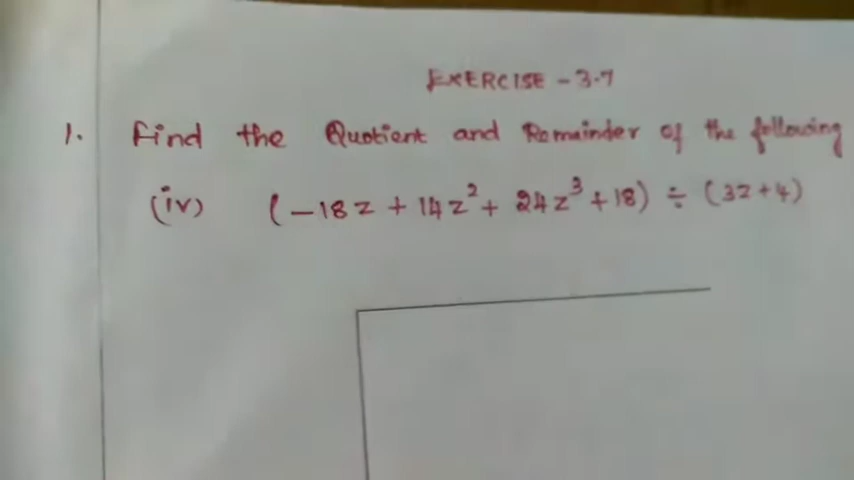 EXERCISE - 3.7
1. Find the Quotient and Remainder of the following
(iv) (-18z + 14z² + 24z³ + 18) ÷ (3z+4)